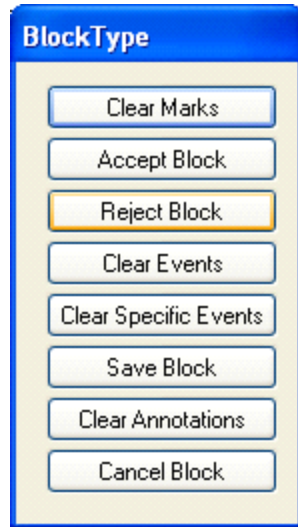 BlockType
Clear Marks
Accept Block
Reject Block
Clear Events
Clear Specific Events
Save Block
Clear Annotations
Cancel Block